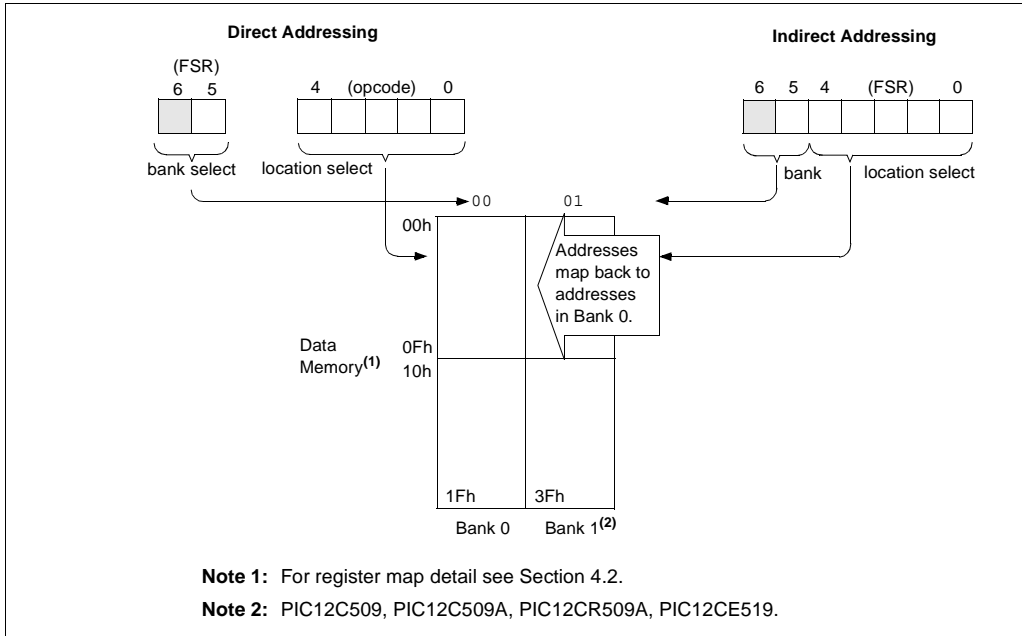 Direct Addressing
Indirect Addressing
(FSR)
6 5
4 (opcode) 0
6 5 4 (FSR) 0
bank select
location select
bank
location select
00
01
00h
Addresses
map back to
addresses
in Bank 0.
Data
Memory(1)
0Fh
10h
1Fh
3Fh
Bank 0
Bank 1(2)
Note 1: For register map detail see Section 4.2.
Note 2: PIC12C509, PIC12C509A, PIC12CR509A, PIC12CE519.